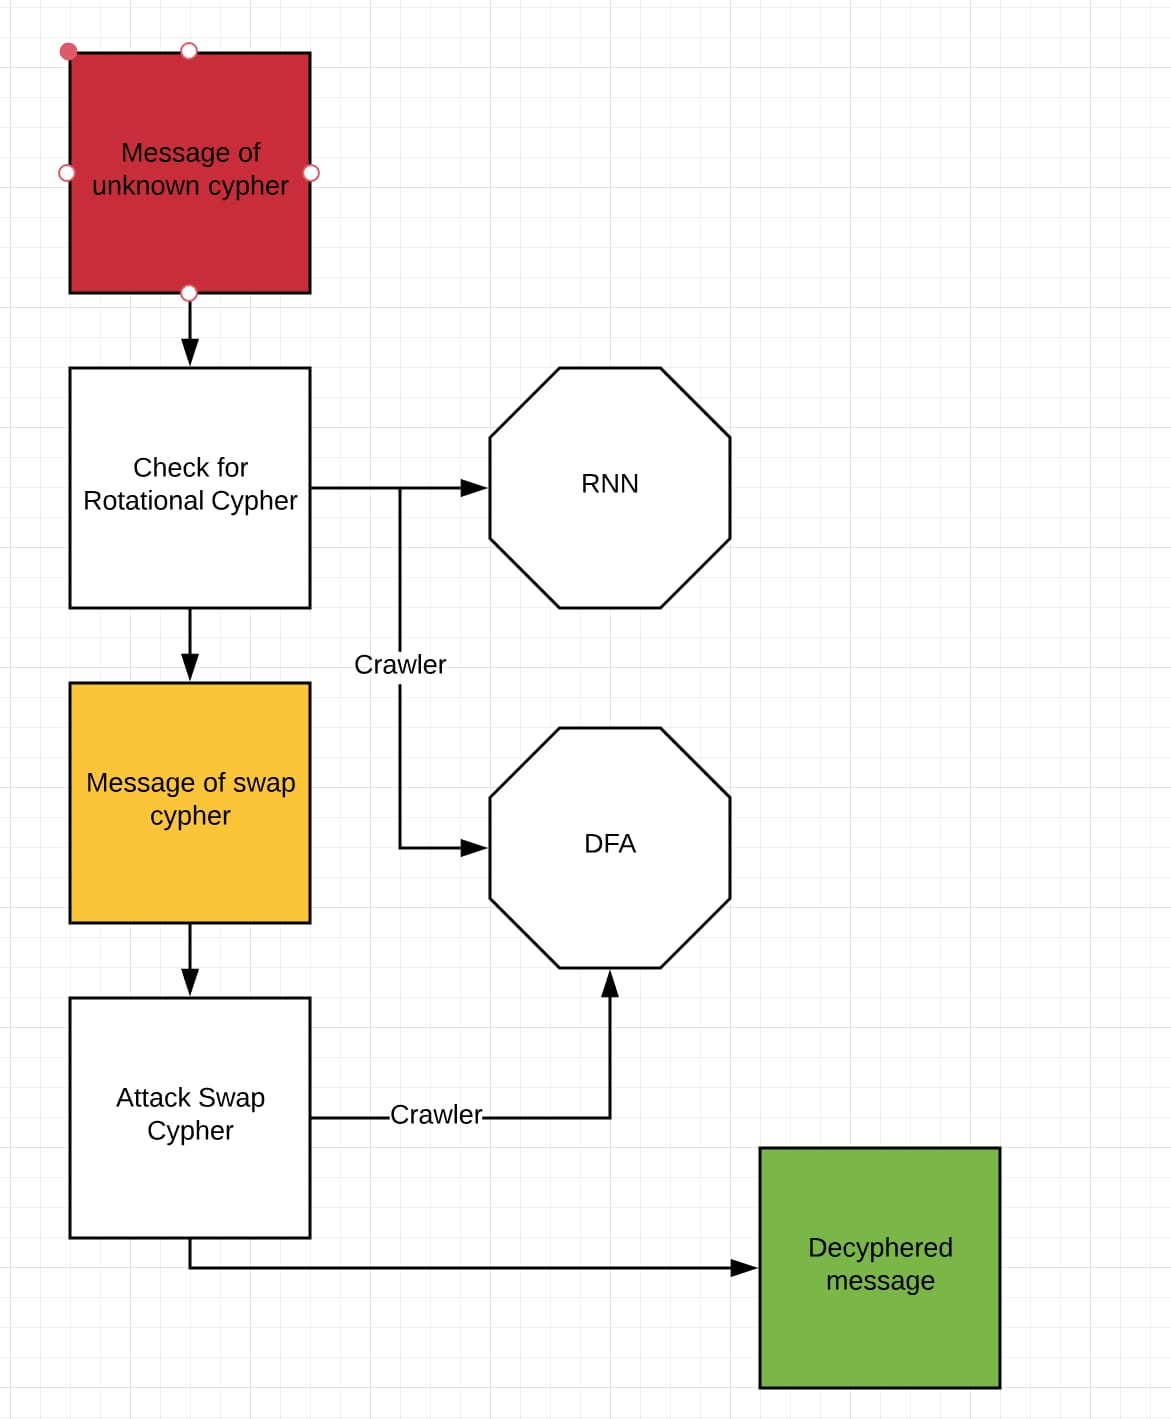 Message of
unknown cypher
Check for
Rotational Cypher
RNN
Crawler
Message of swap
cypher
DFA
Attack Swap
Cypher
Crawler
Decyphered
message